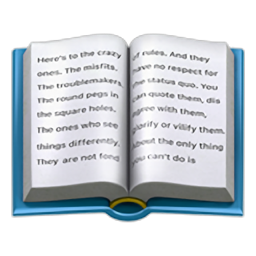 Here's to the crazy
ones. The misfits.
The troublemakers.
The round pegs in
the square holes.
The ones who see
things differently.
They are not fond
of rules. And they
have no respect for
the status quo. You
can quote them, dis
agree with them,
glorify or vilify them.
About the only thing
you can't do is